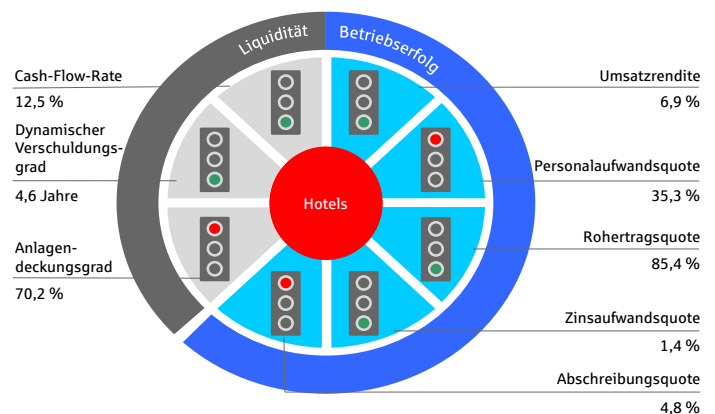 Liquidität
Betriebserfolg
Cash-Flow-Rate
12,5 %
Dynamischer
Verschuldungs-
grad
4,6 Jahre
Anlagen-
deckungsgrad
70,2 %
Hotels
Umsatzrendite
6,9 %
Personalaufwandsquote
35,3 %
Rohertragsquote
85,4 %
Zinsaufwandsquote
1,4 %
Abschreibungsquote
4,8 %